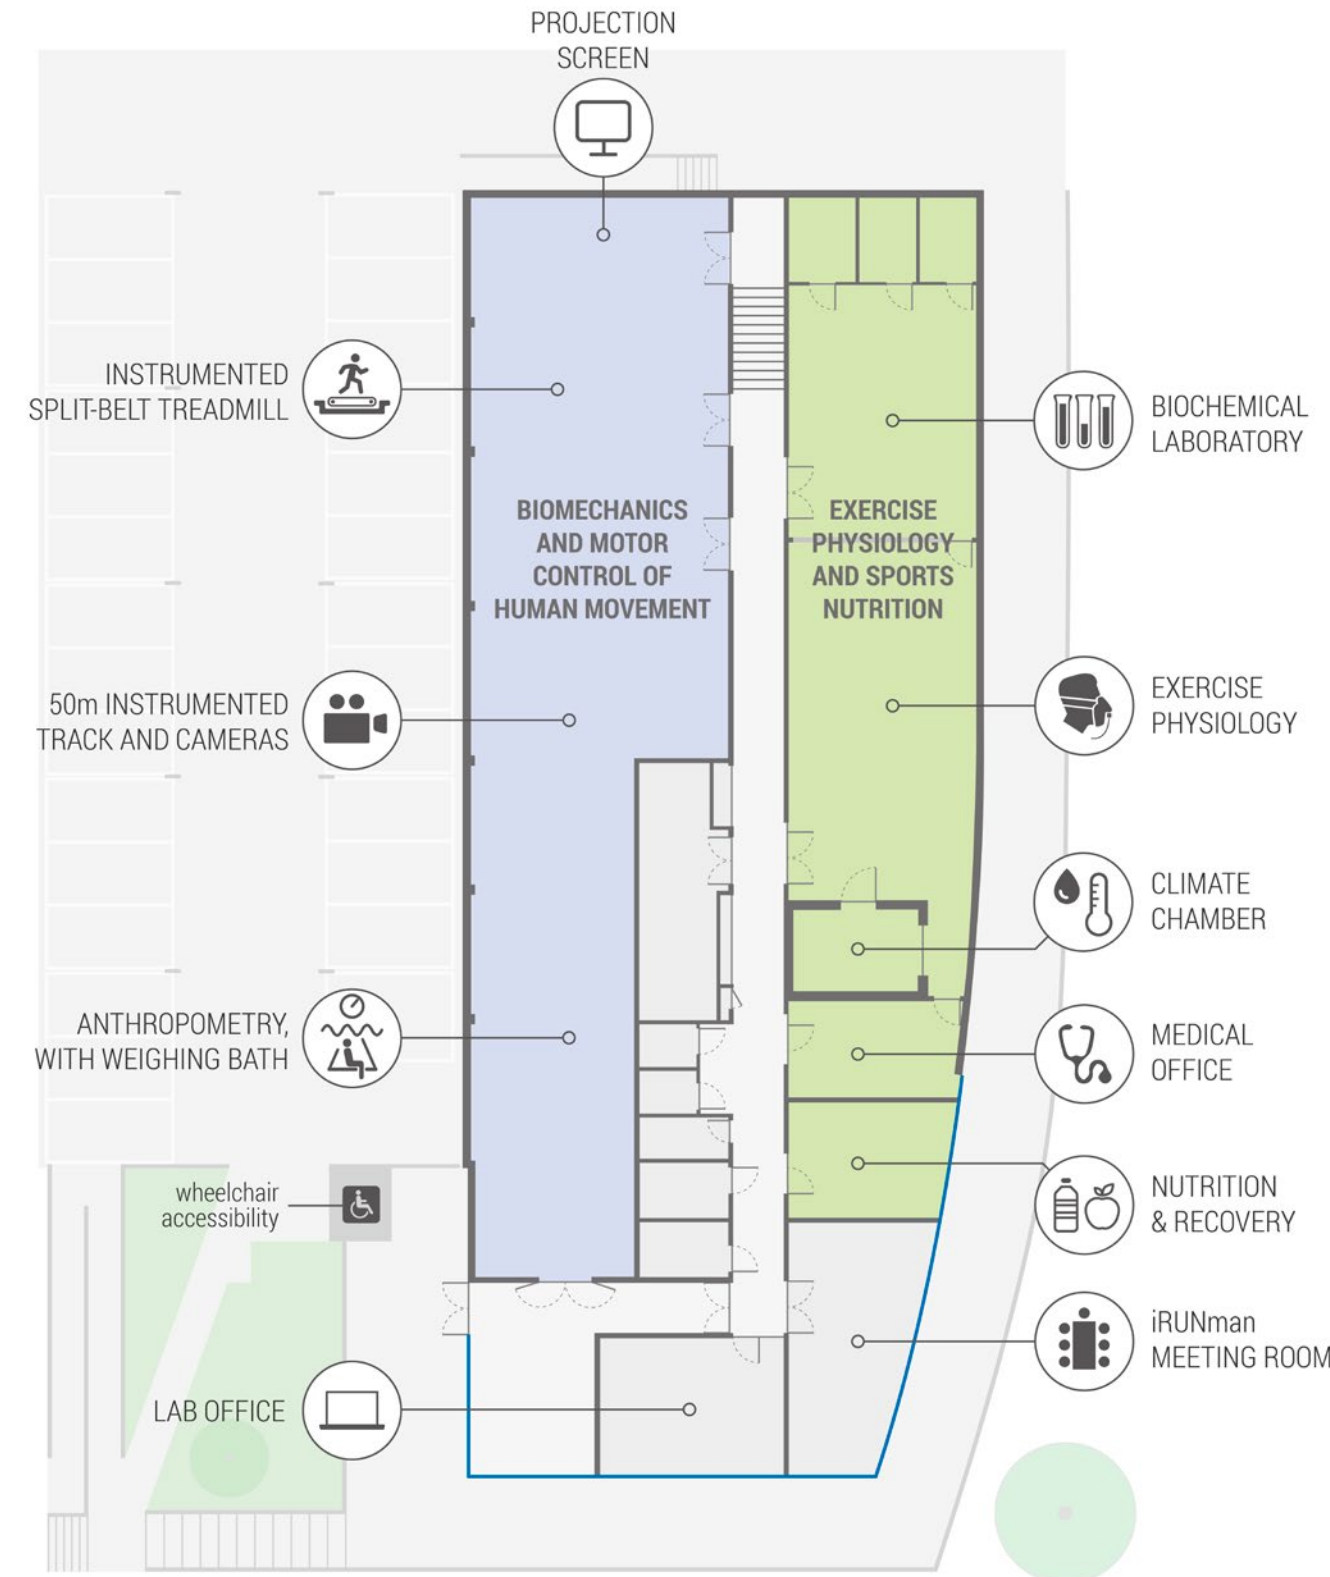 PROJECTION
SCREEN
INSTRUMENTED
SPLIT-BELT TREADMILL
BIOCHEMICAL
LABORATORY
BIOMECHANICS
AND MOTOR
CONTROL OF
HUMAN MOVEMENT
EXERCISE
PHYSIOLOGY
AND SPORTS
NUTRITION
50m INSTRUMENTED
TRACK AND CAMERAS
EXERCISE
PHYSIOLOGY
CLIMATE
CHAMBER
ANTHROPOMETRY,
WITH WEIGHING BATH
MEDICAL
OFFICE
wheelchair
accessibility
NUTRITION
& RECOVERY
iRUNman
MEETING ROOM
LAB OFFICE